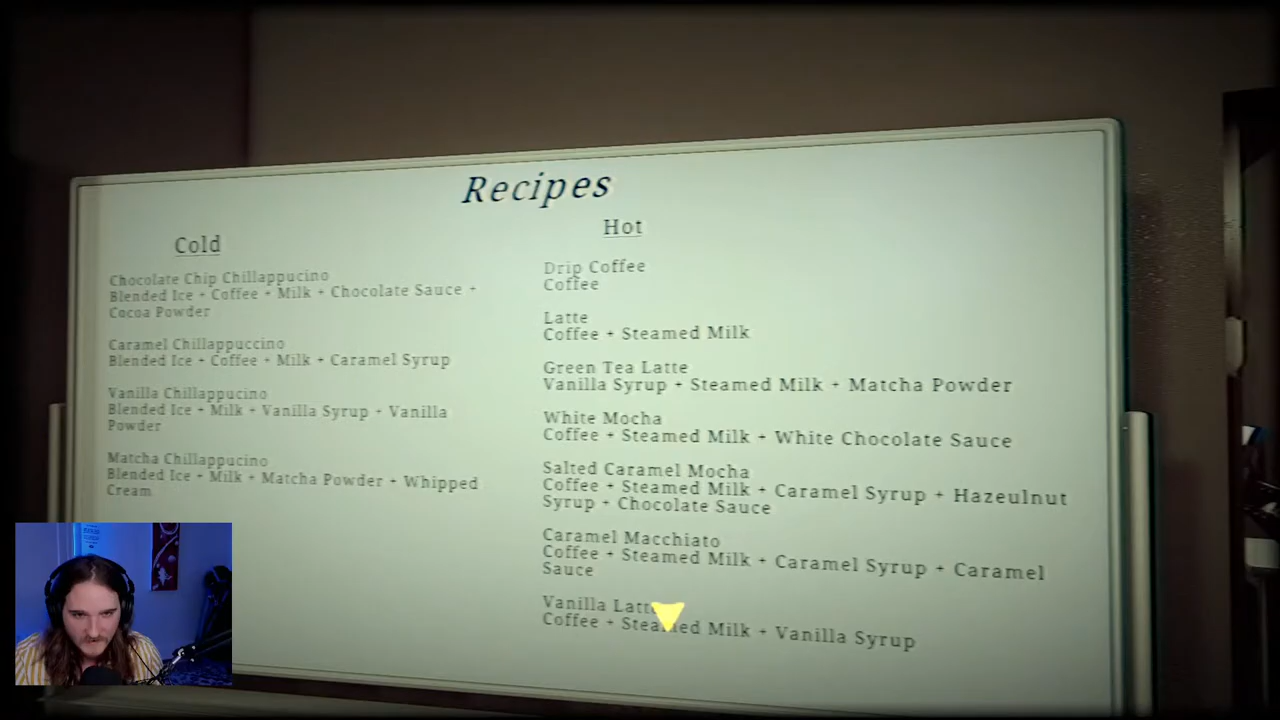 Recipes
Cold
Chocolate Chip Chillappucino
Blended Ice + Coffee + Milk + Chocolate Sauce +
Cocoa Powder
Caramel Chillappuccino
Blended Ice + Coffee + Milk + Caramel Syrup
Vanilla Chillappucino
Blended Ice + Milk + Vanilla Syrup + Vanilla
Powder
Matcha Chillappucino
Blended Ice + Milk + Matcha Powder + Whipped
Cream
Hot
Drip Coffee
Coffee
Latte
Coffee + Steamed Milk
Green Tea Latte
Vanilla Syrup + Steamed Milk + Matcha Powder
White Mocha
Coffee + Steamed Milk + White Chocolate Sauce
Salted Caramel Mocha
Coffee + Steamed Milk + Caramel Syrup + Hazeulnut
Syrup + Chocolate Sauce
Caramel Macchiato
Coffee + Steamed Milk + Caramel Syrup + Caramel
Sauce
Vanilla Latte
Coffee + Steamed Milk + Vanilla Syrup